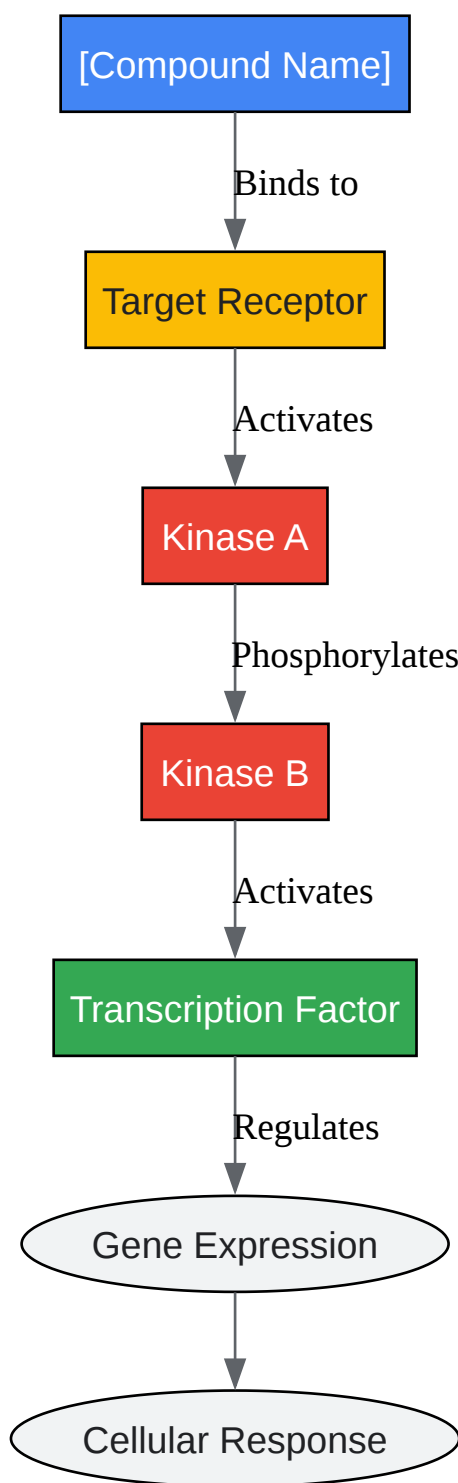 [Compound Name]
Binds to
Target Receptor
Activates
Kinase A
Phosphorylates
Kinase B
Activates
Transcription Factor
Regulates
Gene Expression
Cellular Response